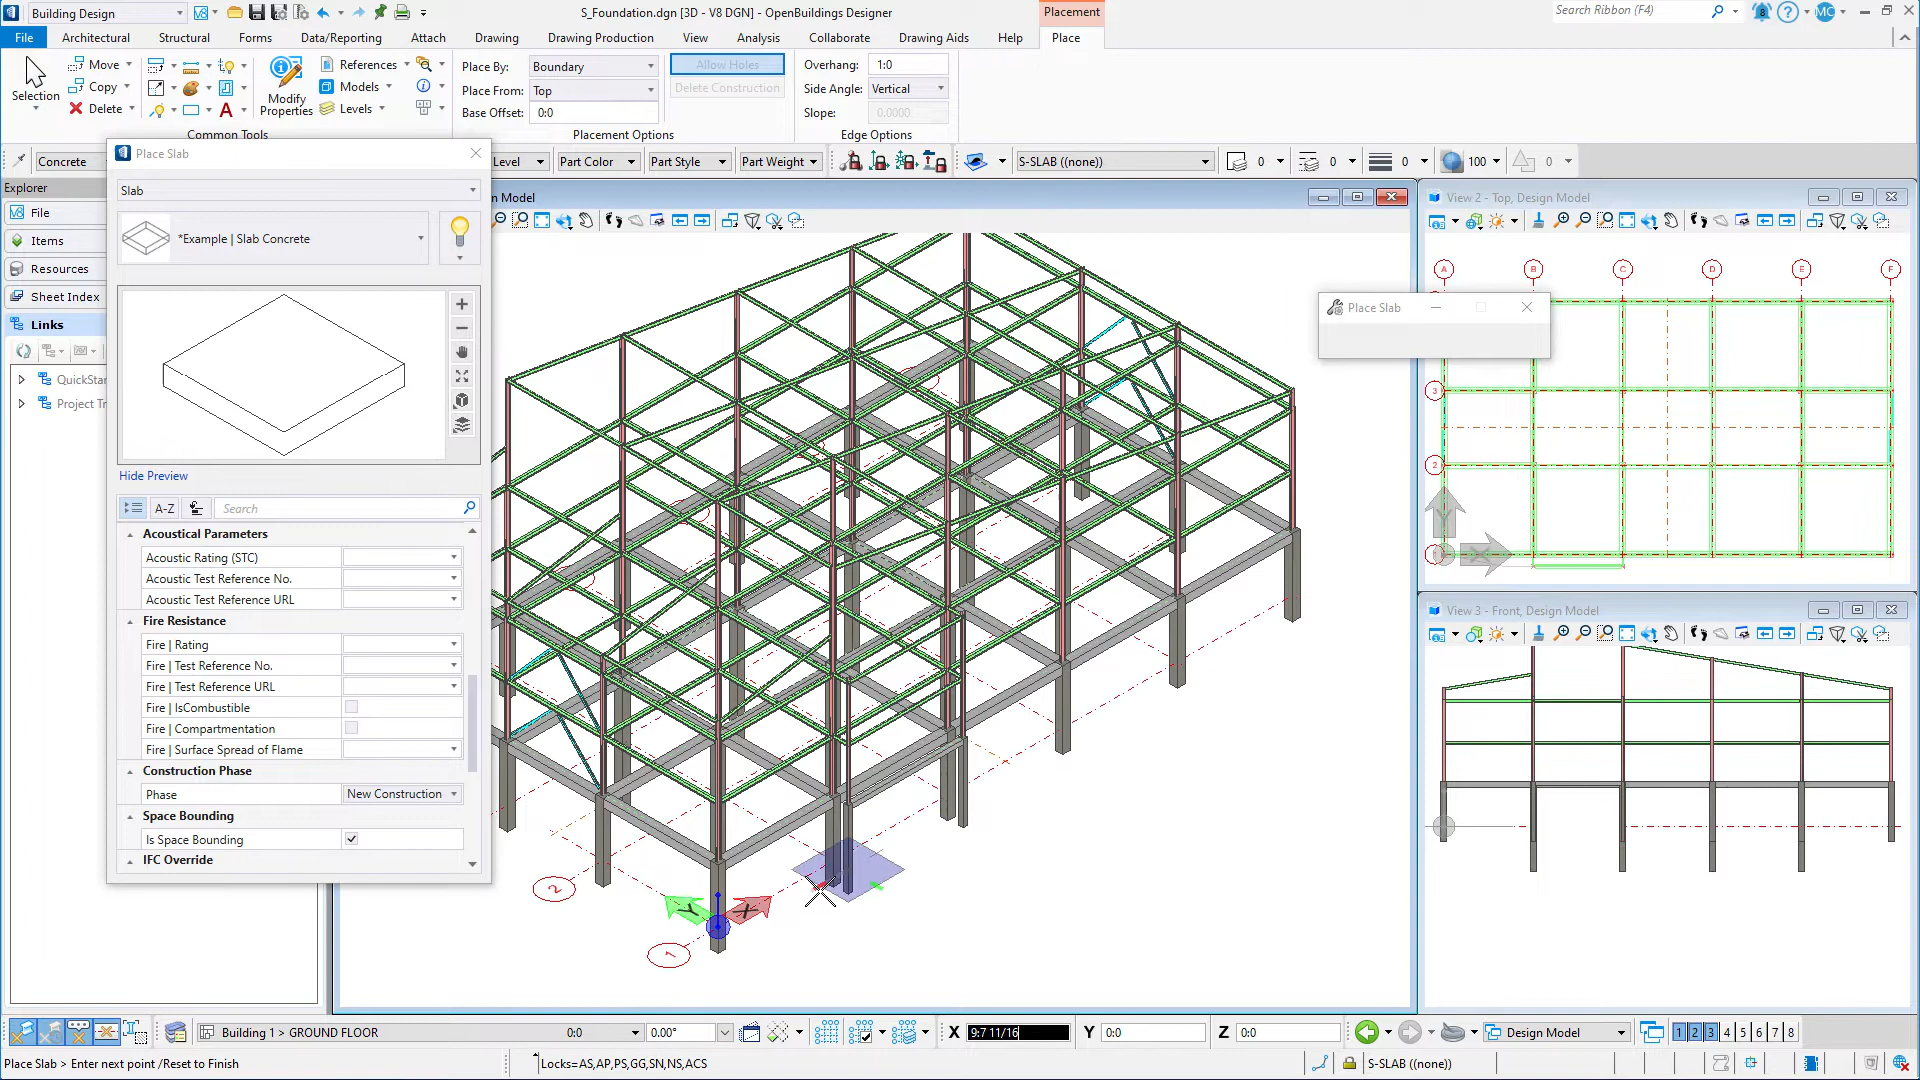 Building Design
S_Foundation.dgn [3D - V8 DGN] - OpenBuildings Designer
Placement
Search Ribbon (F4)
8
MC
File
Architectural
Structural
Forms
Data/Reporting
Attach
Drawing
Drawing Production
View
Analysis
Collaborate
Drawing Aids
Help
Place
Selection
Move
Copy
Delete
Modify
Properties
References
Models
Levels
Common Tools
Place By:
Boundary
Place From:
Top
Base Offset:
0:0
Allow Holes
Delete Construction
Placement Options
Overhang:
1:0
Side Angle:
Vertical
Slope:
0.0000
Edge Options
Concrete
Level
Part Color
Part Style
Part Weight
S-SLAB ((none))
0
0
0
100
0
Explorer
File
Items
Resources
Sheet Index
Links
QuickStar
Project Tr
Place Slab
Slab
*Example | Slab Concrete
Hide Preview
A-Z
Search
Acoustical Parameters
Acoustic Rating (STC)
Acoustic Test Reference No.
Acoustic Test Reference URL
Fire Resistance
Fire | Rating
Fire | Test Reference No.
Fire | Test Reference URL
Fire | IsCombustible
Fire | Compartmentation
Fire | Surface Spread of Flame
Construction Phase
Phase
New Construction
Space Bounding
Is Space Bounding
IFC Override
n Model
2
1
Y
X
View 2 - Top, Design Model
A
B
C
D
E
F
3
2
Y
X
Place Slab
View 3 - Front, Design Model
Building 1 > GROUND FLOOR
0:0
0.00°
X
9:7 11/16
Y
0:0
Z
0:0
Design Model
1
2
3
4
5
6
7
8
Place Slab > Enter next point /Reset to Finish
Locks=AS,AP,PS,GG,SN,NS,ACS
S-SLAB ((none))